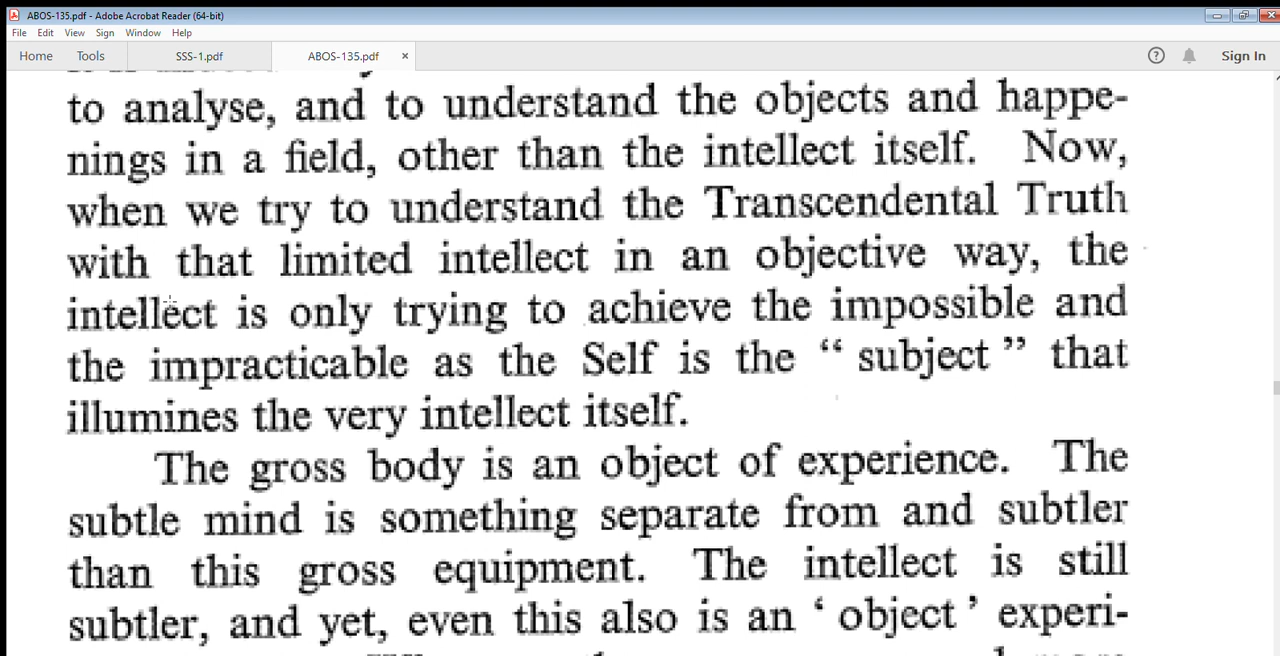 ABOS-135.pdf - Adobe Acrobat Reader (64-bit)
File Edit View Sign Window Help
Home Tools SSS-1.pdf ABOS-135.pdf × ? Sign In
to analyse, and to understand the objects and happe-
nings in a field, other than the intellect itself. Now,
when we try to understand the Transcendental Truth
with that limited intellect in an objective way, the
intellect is only trying to achieve the impossible and
the impracticable as the Self is the “ subject ” that
illumines the very intellect itself.
The gross body is an object of experience. The
subtle mind is something separate from and subtler
than this gross equipment. The intellect is still
subtler, and yet, even this also is an ‘ object ’ experi-